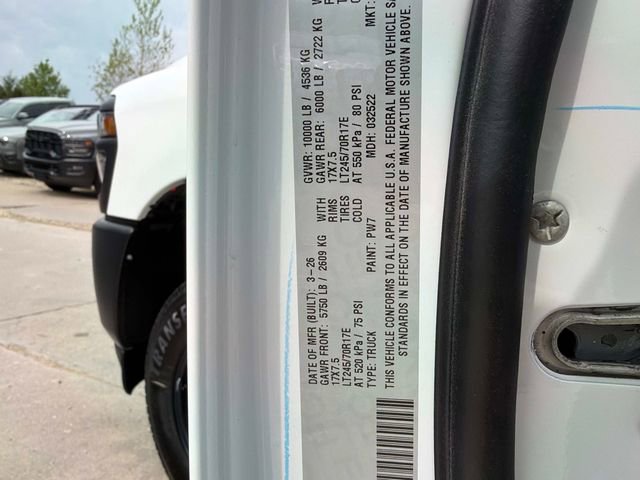 DATE OF MFR (BUILT): 3-26 GVWR: 10000 LB / 4536 KG
GAWR FRONT: 5750 LB / 2609 KG WITH GAWR REAR: 6000 LB / 2722 KG
17X7.5 RIMS 17X7.5
LT245/70R17E TIRES LT245/70R17E
AT 520 kPa / 75 PSI COLD AT 550 kPa / 80 PSI
TYPE: TRUCK PAINT: PW7 MDH: 032522 MKT:
THIS VEHICLE CONFORMS TO ALL APPLICABLE U.S.A. FEDERAL MOTOR VEHICLE
STANDARDS IN EFFECT ON THE DATE OF MANUFACTURE SHOWN ABOVE.